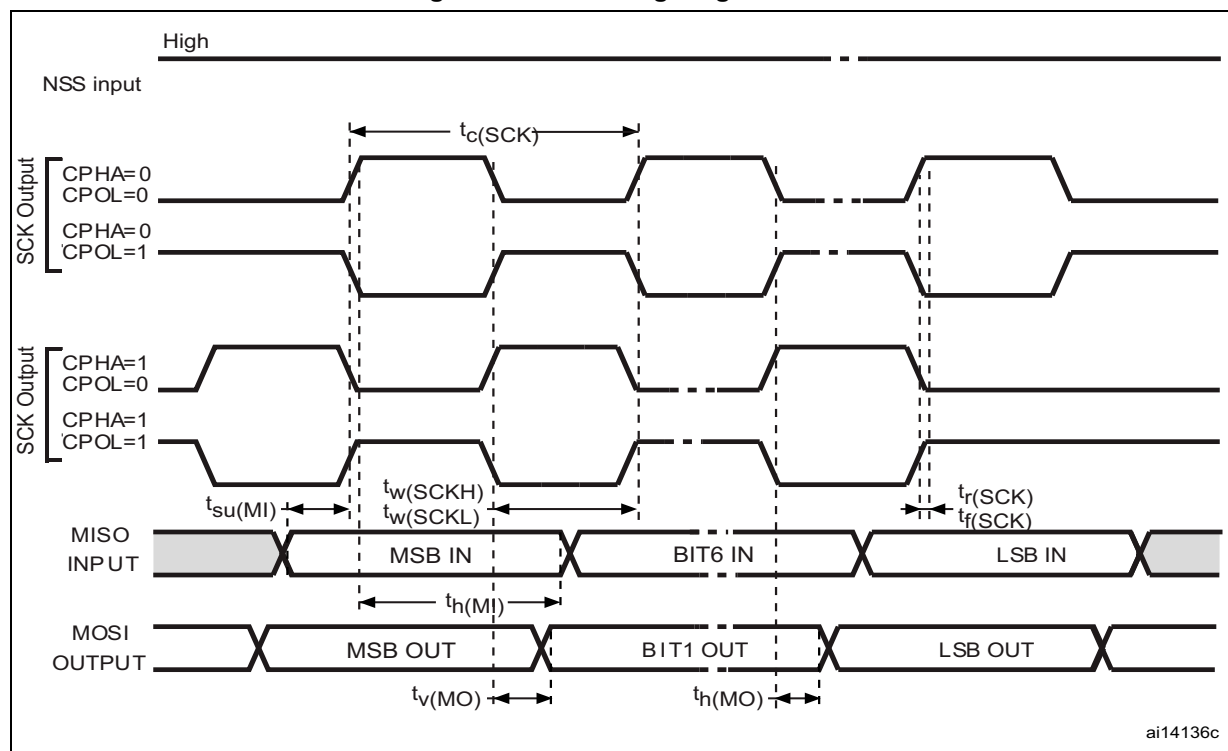 High
NSS input
tc(SCK)
SCK Output
CPHA=0
CPOL=0
CPHA=0
CPOL=1
SCK Output
CPHA=1
CPOL=0
CPHA=1
CPOL=1
tsu(MI)
tw(SCKH)
tw(SCKL)
tr(SCK)
tf(SCK)
MISO
INPUT
MSB IN
BIT6 IN
LSB IN
th(MI)
MOSI
OUTPUT
MSB OUT
BIT1 OUT
LSB OUT
tv(MO)
th(MO)
ai14136c